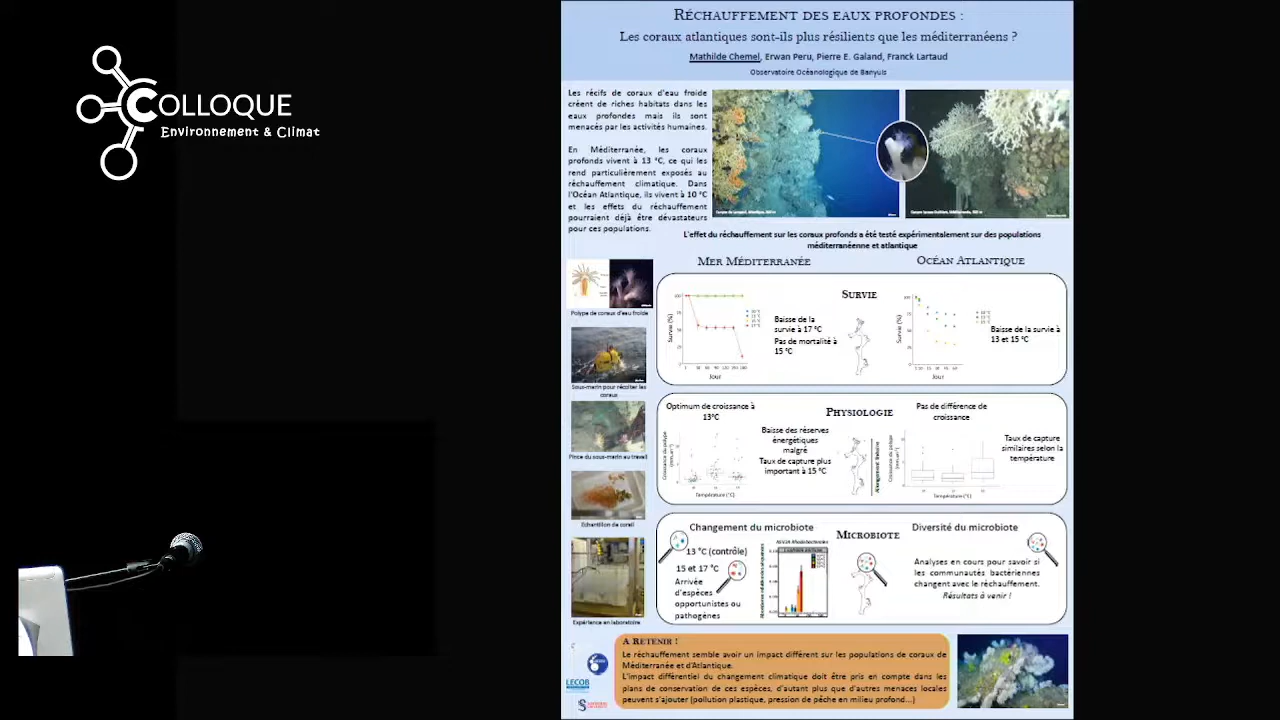 COLLOQUE
Environnement & Climat
RÉCHAUFFEMENT DES EAUX PROFONDES :
Les coraux atlantiques sont-ils plus résilients que les méditerranéens ?
Mathilde Chemel, Erwan Peru, Pierre E. Galand, Franck Lartaud
Observatoire Océanologique de Banyuls
Les récifs de coraux d'eau froide
créent de riches habitats dans les
eaux profondes mais ils sont
menacés par les activités humaines.
En Méditerranée, les coraux
profonds vivent à 13 °C, ce qui les
rend particulièrement exposés au
réchauffement climatique. Dans
l'Océan Atlantique, ils vivent à 10 °C
et les effets du réchauffement
pourraient déjà être dévastateurs
pour ces populations.
L'effet du réchauffement sur les coraux profonds a été testé expérimentalement sur des populations
méditerranéenne et atlantique
MER MÉDITERRANÉE
OCÉAN ATLANTIQUE
Polype de coraux d'eau froide
Sous-marin pour récolter les
coraux
Pince du sous-marin au travail
Echantillon de corail
Expérience en laboratoire
SURVIE
Survie (%)
Jour
Baisse de la
survie à 17 °C
Pas de mortalité à
15 °C
Survie (%)
Jour
Baisse de la survie à
13 et 15 °C
PHYSIOLOGIE
Optimum de croissance à
13°C
Croissance du polype
Température (°C)
Baisse des réserves
énergétiques
malgré
Taux de capture plus
important à 15 °C
Pas de différence de
croissance
Croissance du polype
Température (°C)
Taux de capture
similaires selon la
température
MICROBIOTE
Changement du microbiote
13 °C (contrôle)
15 et 17 °C
Arrivée
d'espèces
opportunistes ou
pathogènes
Diversité du microbiote
Analyses en cours pour savoir si
les communautés bactériennes
changent avec le réchauffement.
Résultats à venir !
A RETENIR !
Le réchauffement semble avoir un impact différent sur les populations de coraux de
Méditerranée et d'Atlantique.
L'impact différentiel du changement climatique doit être pris en compte dans les
plans de conservation de ces espèces, d'autant plus que d'autres menaces locales
peuvent s'ajouter (pollution plastique, pression de pêche en milieu profond...)
LECOB